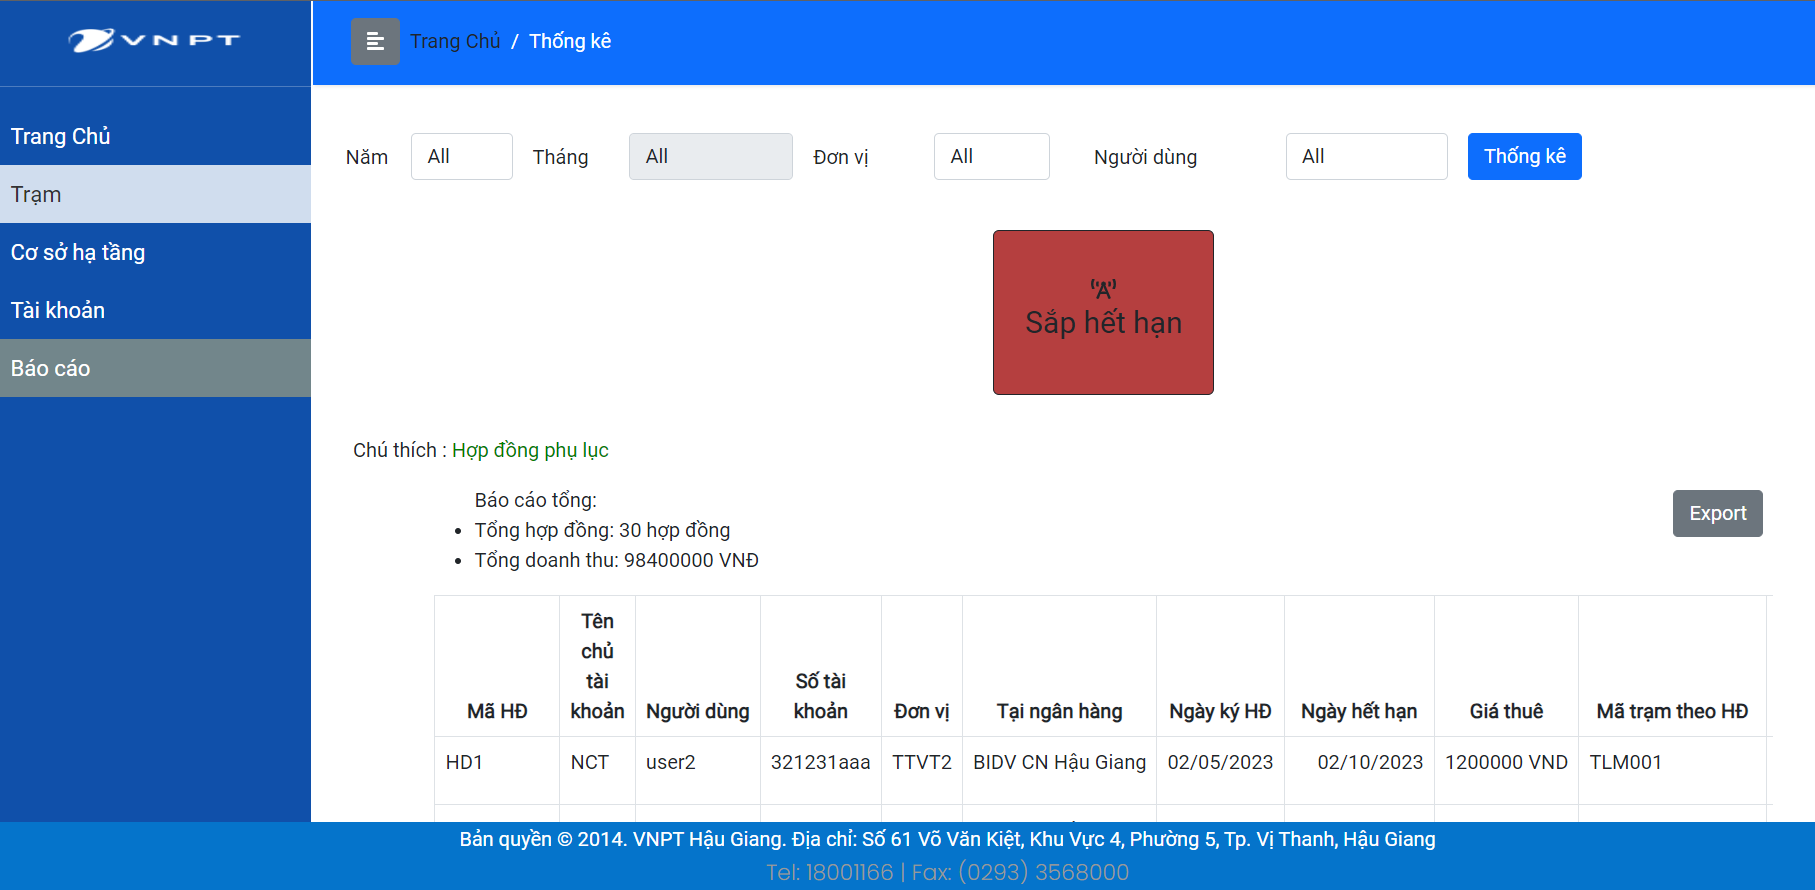 VNPT
Trang Chủ / Thống kê
Trang Chủ
Trạm
Cơ sở hạ tầng
Tài khoản
Báo cáo
Năm All Tháng All Đơn vị All Người dùng All Thống kê
Sắp hết hạn
Chú thích : Hợp đồng phụ lục
Báo cáo tổng:
• Tổng hợp đồng: 30 hợp đồng
• Tổng doanh thu: 98400000 VNĐ
Export
Mã HĐ Tên chủ tài khoản Người dùng Số tài khoản Đơn vị Tại ngân hàng Ngày ký HĐ Ngày hết hạn Giá thuê Mã trạm theo HĐ
HD1 NCT user2 321231aaa TTVT2 BIDV CN Hậu Giang 02/05/2023 02/10/2023 1200000 VND TLM001
Bản quyền © 2014. VNPT Hậu Giang. Địa chỉ: Số 61 Võ Văn Kiệt, Khu Vực 4, Phường 5, Tp. Vị Thanh, Hậu Giang
Tel: 18001166 | Fax: (0293) 3568000